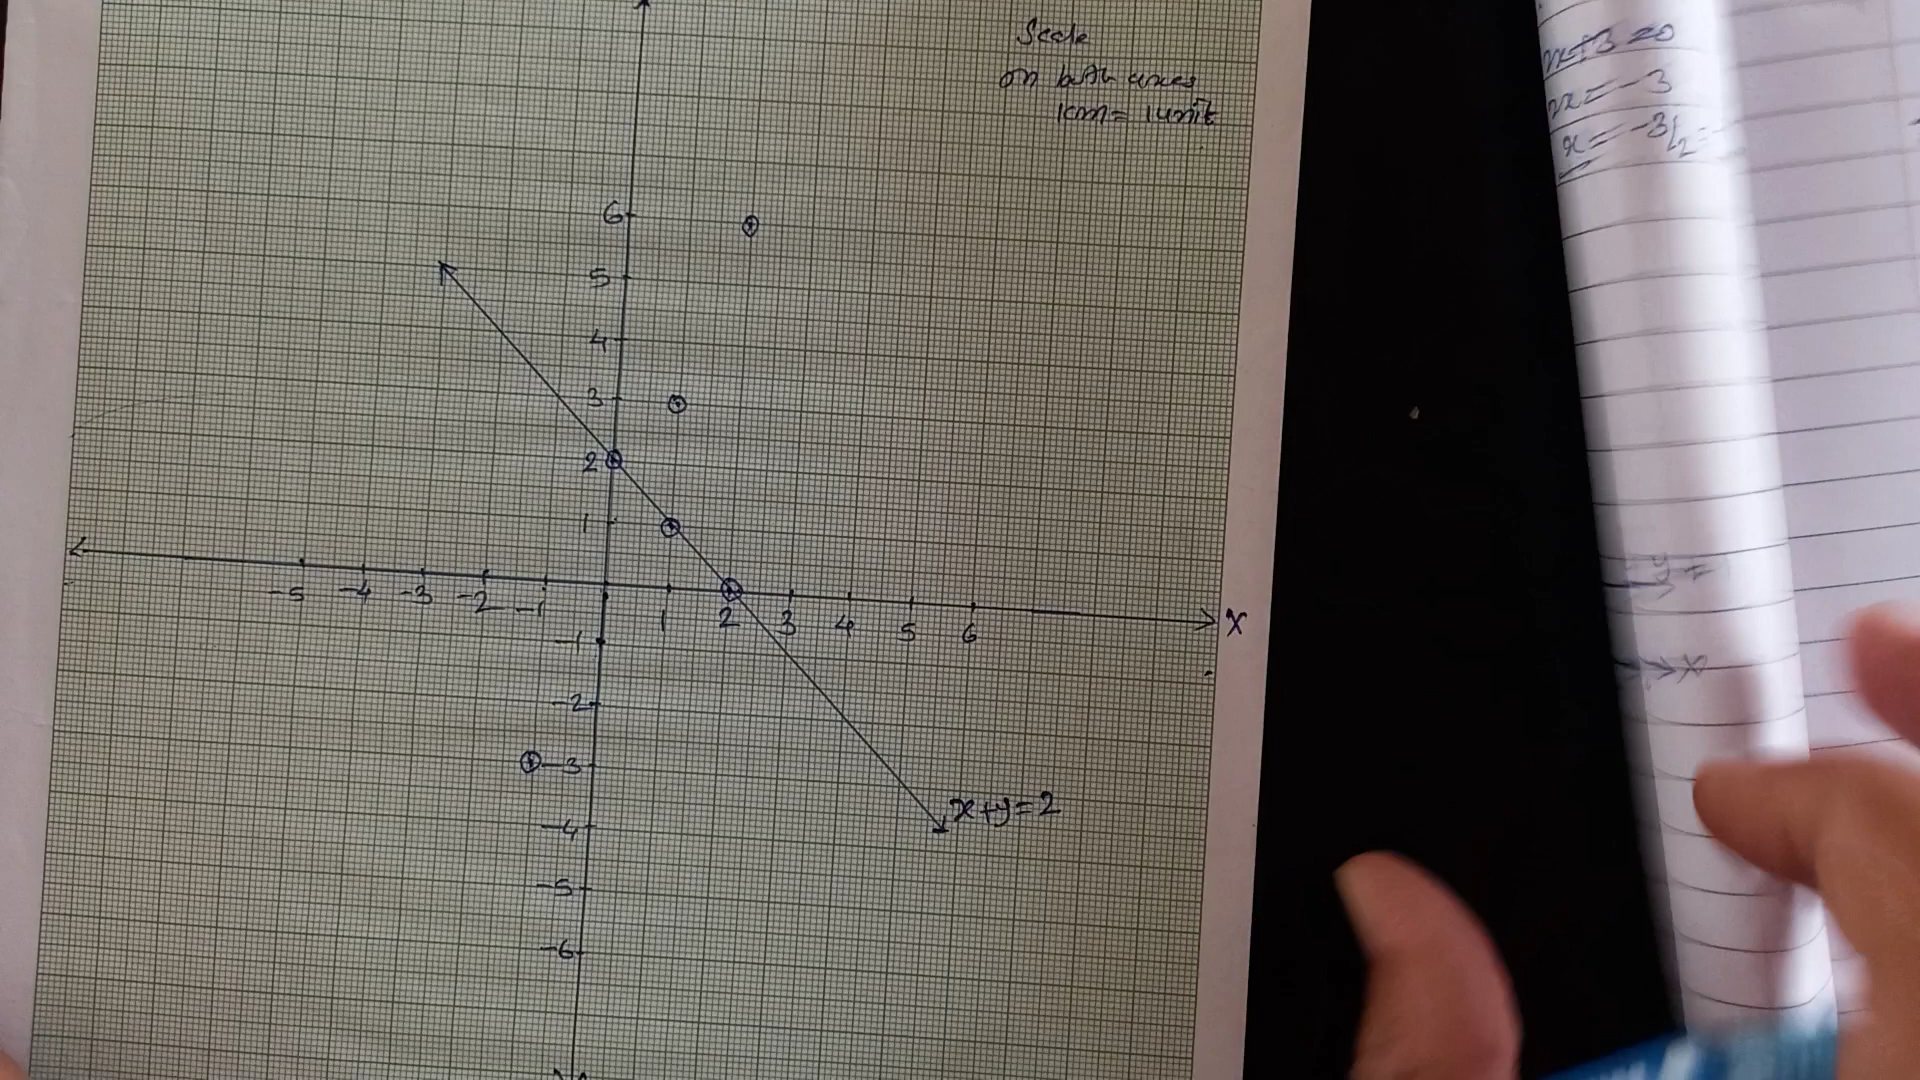 Scale
on both axes
1cm = 1unit
6
5
4
3
2
1
-5 -4 -3 -2 -1 1 2 3 4 5 6 X
-1
-2
-3
-4
x+y=2
-5
-6
x = -3/2